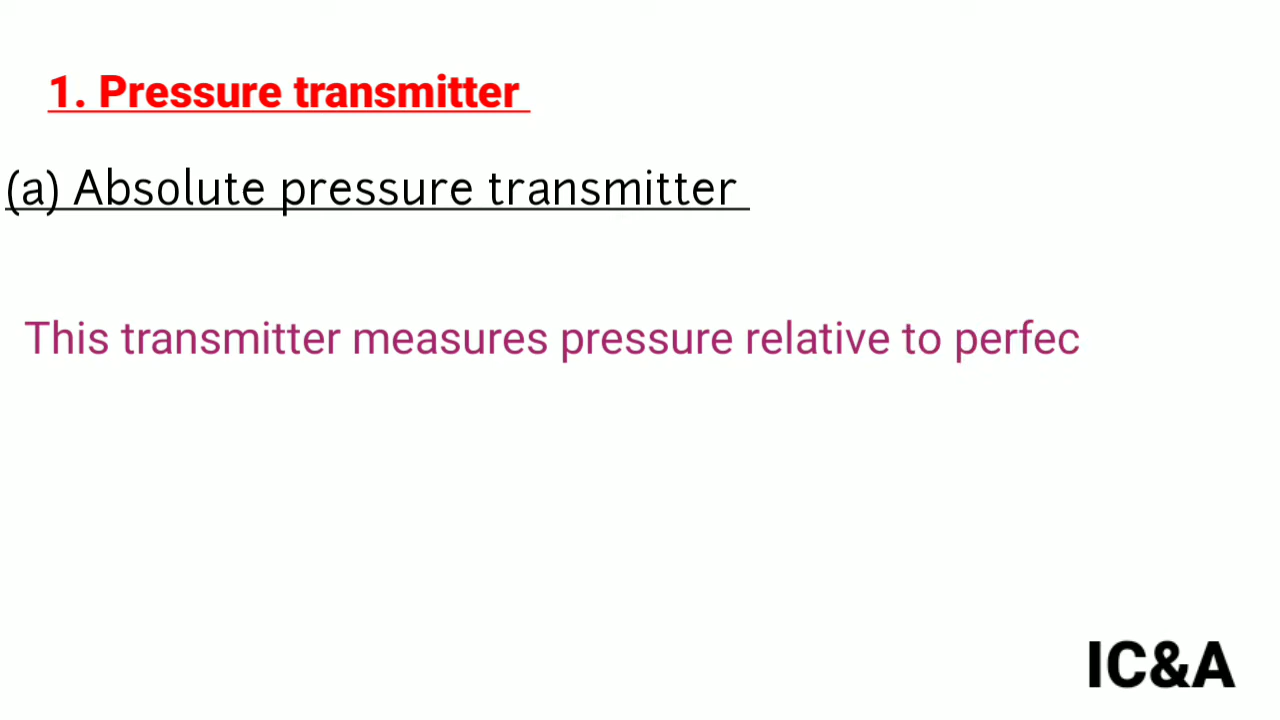 1. Pressure transmitter
(a) Absolute pressure transmitter
This transmitter measures pressure relative to perfec
IC&A